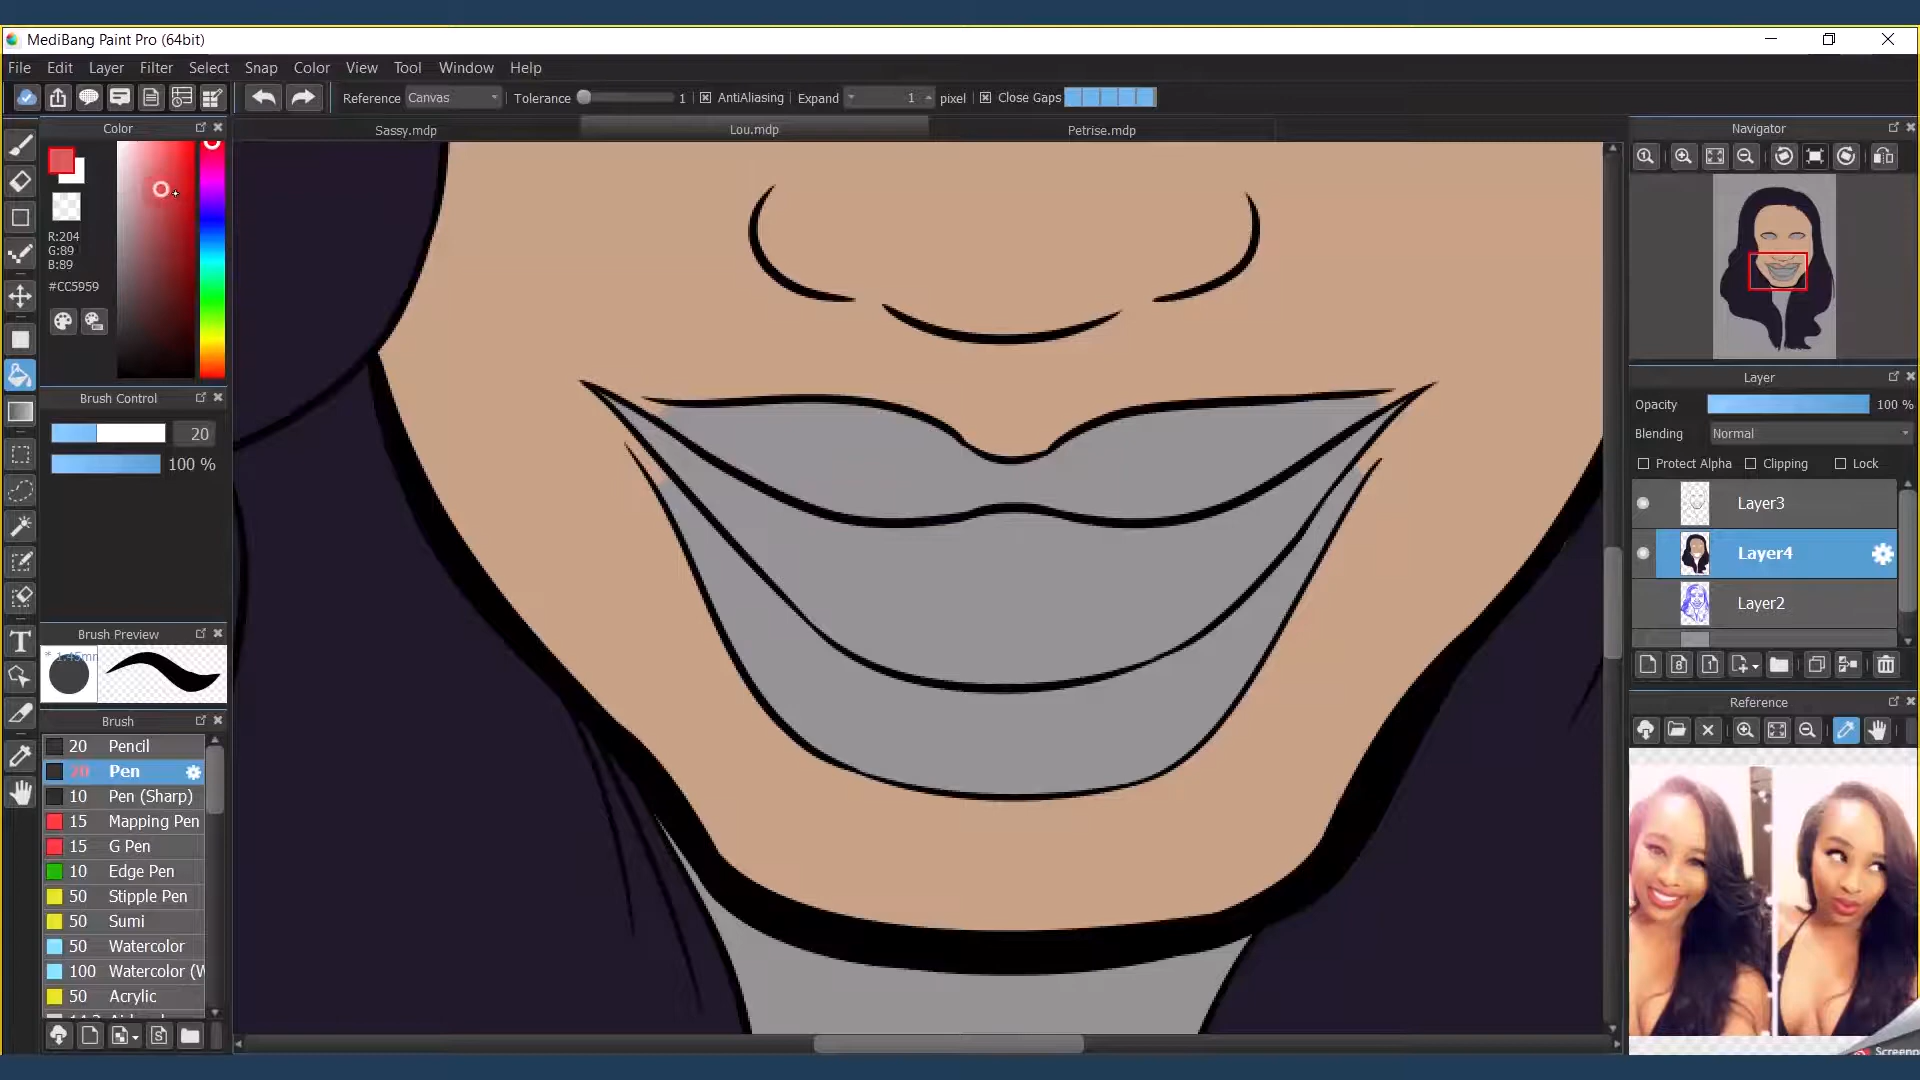 MediBang Paint Pro (64bit)
File Edit Layer Filter Select Snap Color View Tool Window Help
Reference Canvas Tolerance 1 AntiAliasing Expand 1 pixel Close Gaps
Color
Sassy.mdp Lou.mdp Petrise.mdp
Navigator
R:204
G:89
B:89
#CC5959
Layer
Brush Control
Opacity 100 %
20
Blending Normal
100 %
Protect Alpha Clipping Lock
Layer3
Layer4
Layer2
Brush Preview
* 1.45mm
Reference
Brush
20 Pencil
20 Pen
10 Pen (Sharp)
15 Mapping Pen
15 G Pen
10 Edge Pen
50 Stipple Pen
50 Sumi
50 Watercolor
100 Watercolor (W
50 Acrylic